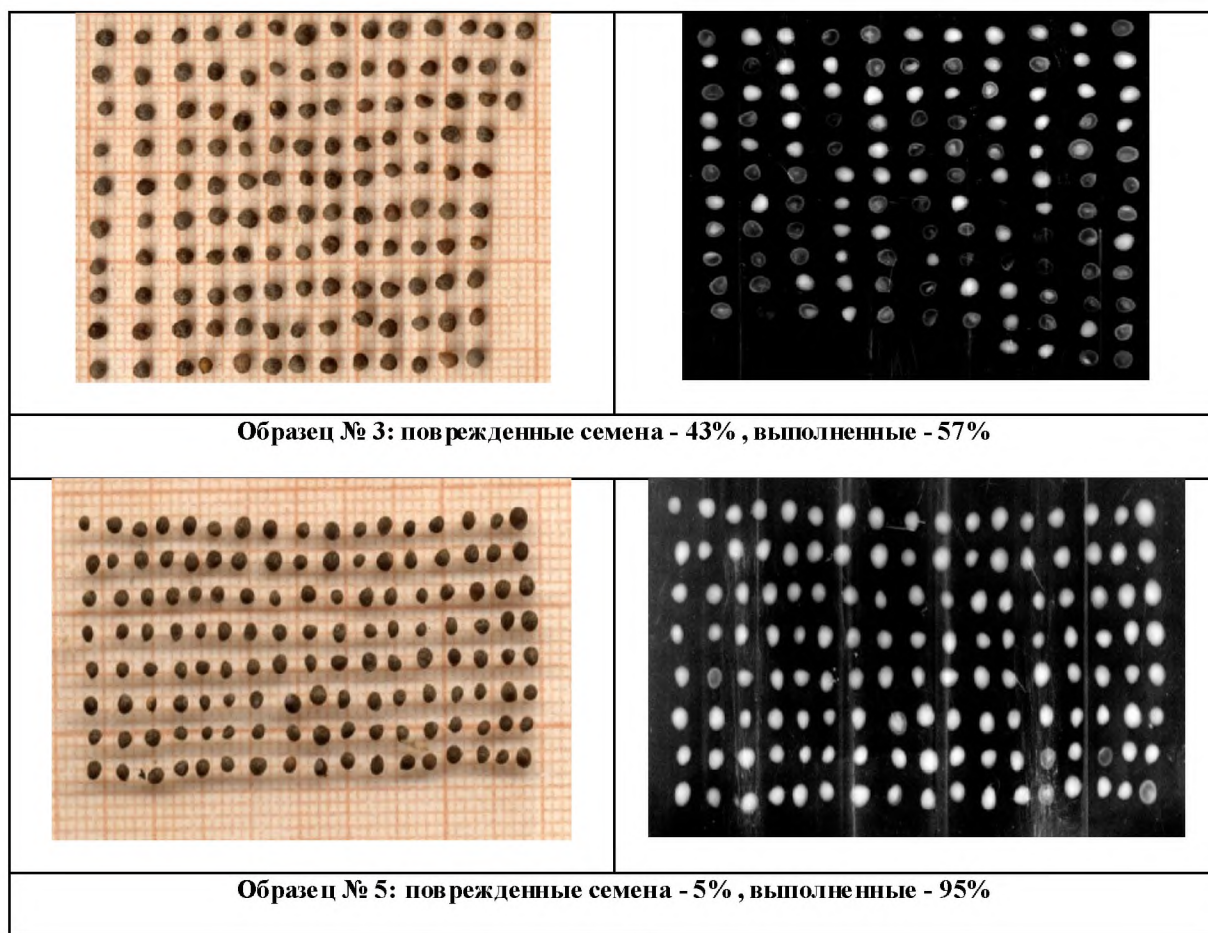 Образец № 3: поврежденные семена - 43% , выполненные - 57%
Образец № 5: поврежденные семена - 5% , выполненные - 95%